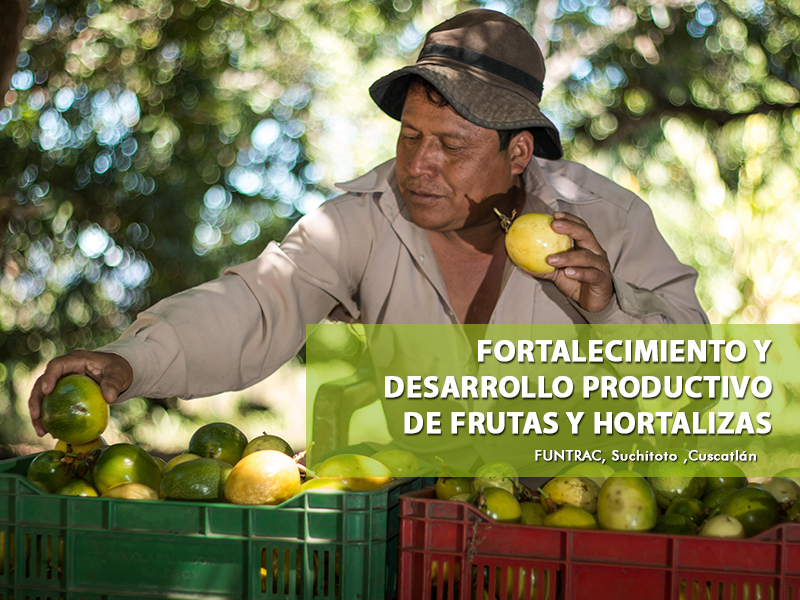 FORTALECIMIENTO Y
DESARROLLO PRODUCTIVO
DE FRUTAS Y HORTALIZAS
FUNTRAC, Suchitoto ,Cuscatlán